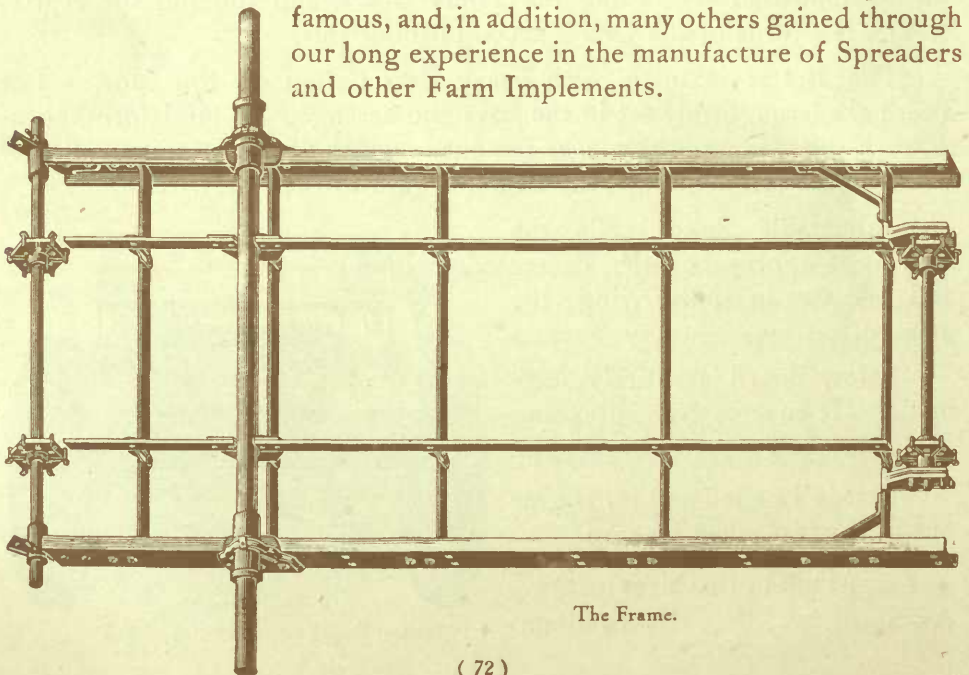 famous, and, in addition, many others gained through
our long experience in the manufacture of Spreaders
and other Farm Implements.
The Frame.
( 72 )